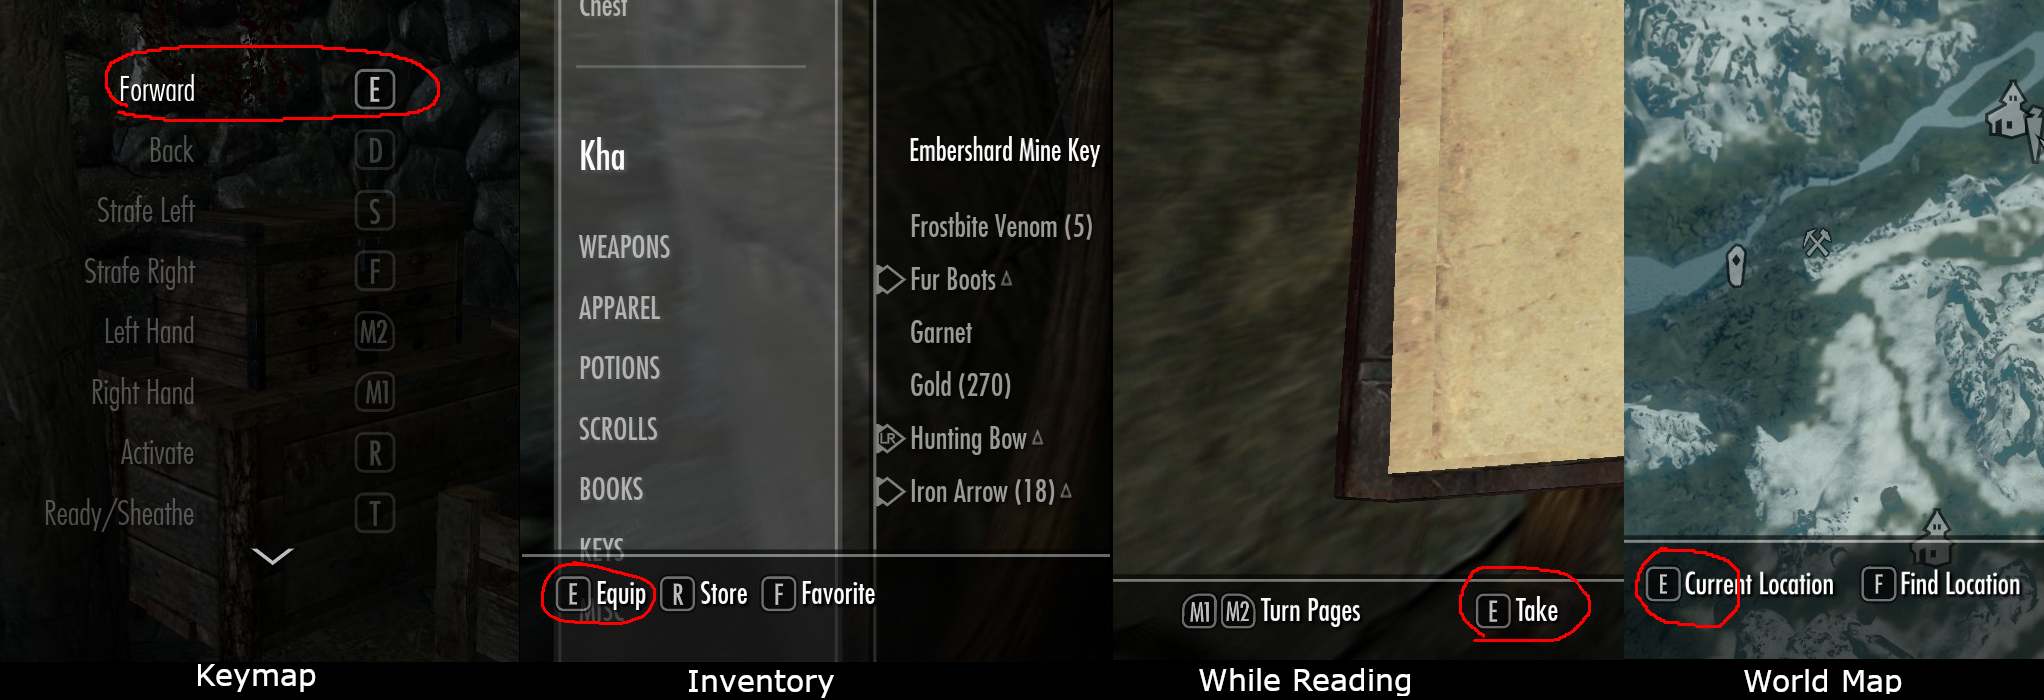 Forward E
Back D
Strafe Left S
Strafe Right F
Left Hand M2
Right Hand M1
Activate R
Ready/Sheathe T
Keymap
Chest
Kha
WEAPONS
APPAREL
POTIONS
SCROLLS
BOOKS
KEYS
MISC
Embershard Mine Key
Frostbite Venom (5)
Fur Boots
Garnet
Gold (270)
LR Hunting Bow
Iron Arrow (18)
E Equip R Store F Favorite
Inventory
M1 M2 Turn Pages E Take
While Reading
E Current Location F Find Location
World Map